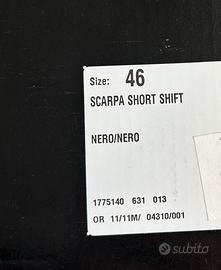 Size: 46
SCARPA SHORT SHIFT
NERO/NERO
1775140 631 013
OR 11/11M/ 04310/001
subito